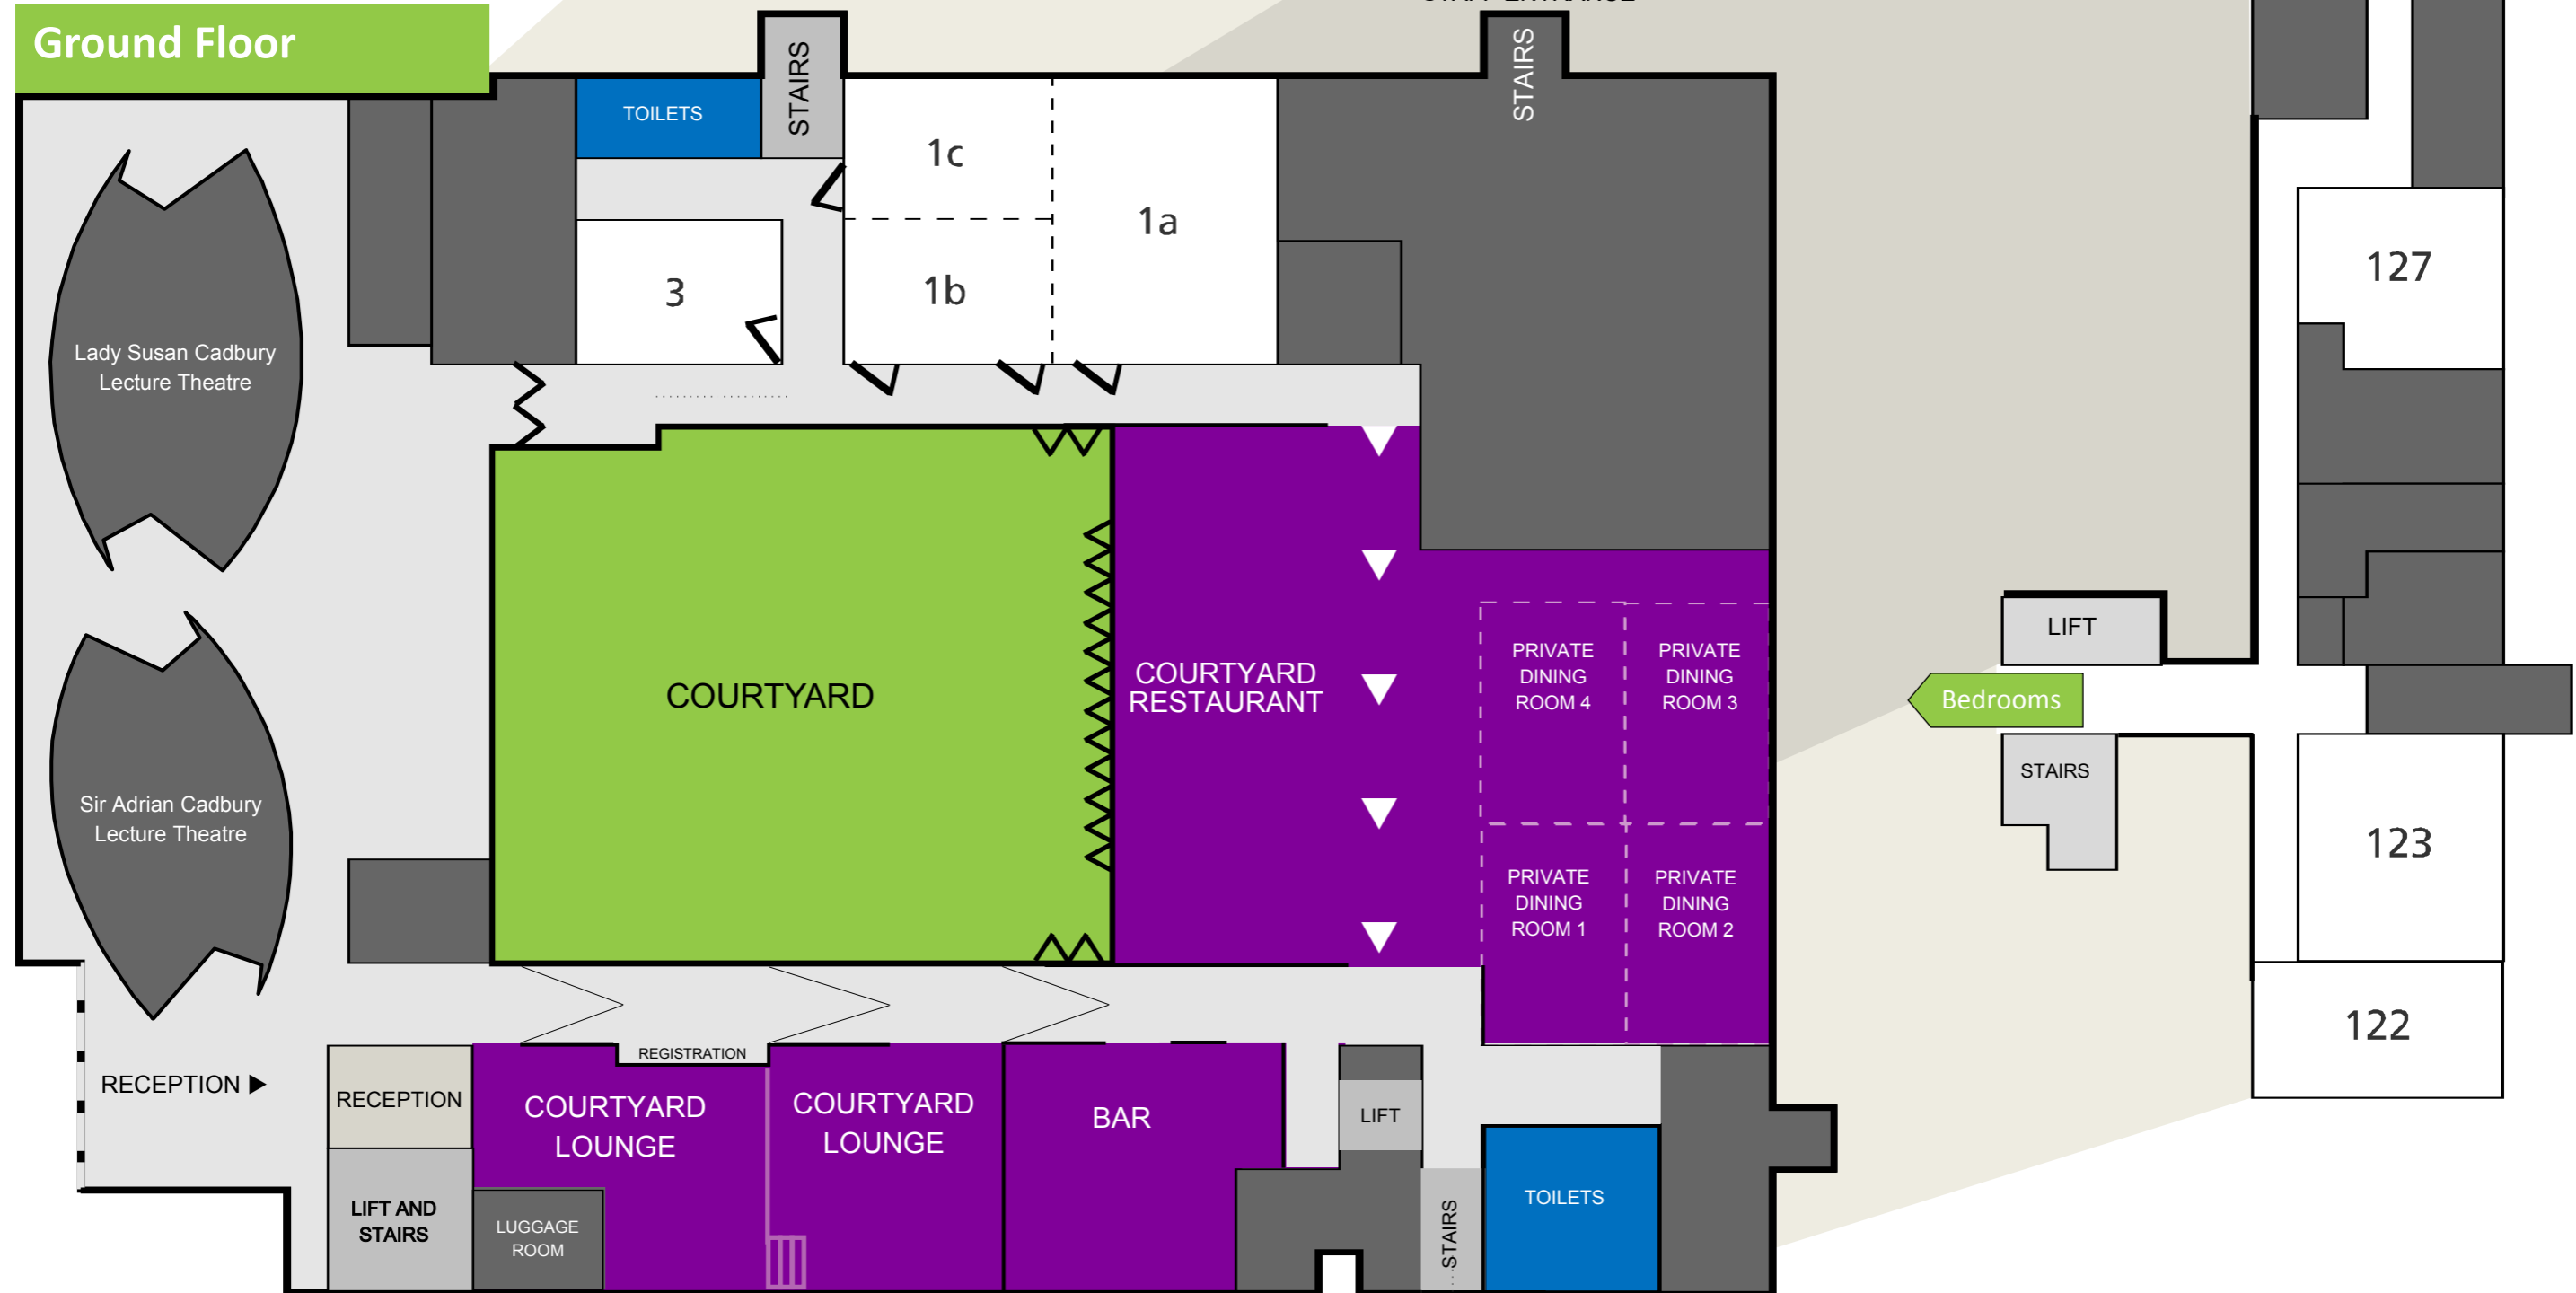 STAFF ENTRANCE
Ground Floor
STAIRS
STAIRS
TOILETS
1c
1a
1b
3
127
Lady Susan Cadbury
Lecture Theatre
LIFT
Bedrooms
STAIRS
COURTYARD
COURTYARD
RESTAURANT
PRIVATE
DINING
ROOM 4
PRIVATE
DINING
ROOM 3
Sir Adrian Cadbury
Lecture Theatre
123
PRIVATE
DINING
ROOM 1
PRIVATE
DINING
ROOM 2
122
REGISTRATION
RECEPTION ▶
RECEPTION
COURTYARD
LOUNGE
COURTYARD
LOUNGE
BAR
LIFT
LIFT AND
STAIRS
LUGGAGE
ROOM
STAIRS
TOILETS